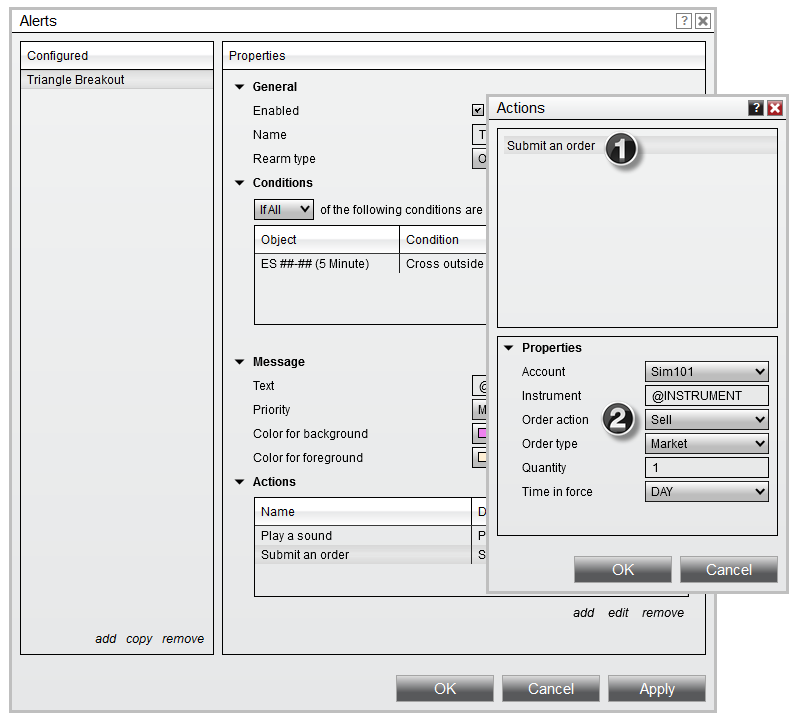 Alerts
?
Configured
Triangle Breakout
add copy remove
Properties
General
Enabled
Name
T
Rearm type
O
Conditions
If All
of the following conditions are
Object
Condition
ES ##-## (5 Minute)
Cross outside
Message
Text
@
Priority
M
Color for background
Color for foreground
Actions
Name
D
Play a sound
P
Submit an order
S
add edit remove
OK
Cancel
Apply
Actions
?
Submit an order
1
Properties
Account
Sim101
Instrument
@INSTRUMENT
Order action
2
Sell
Order type
Market
Quantity
1
Time in force
DAY
OK
Cancel